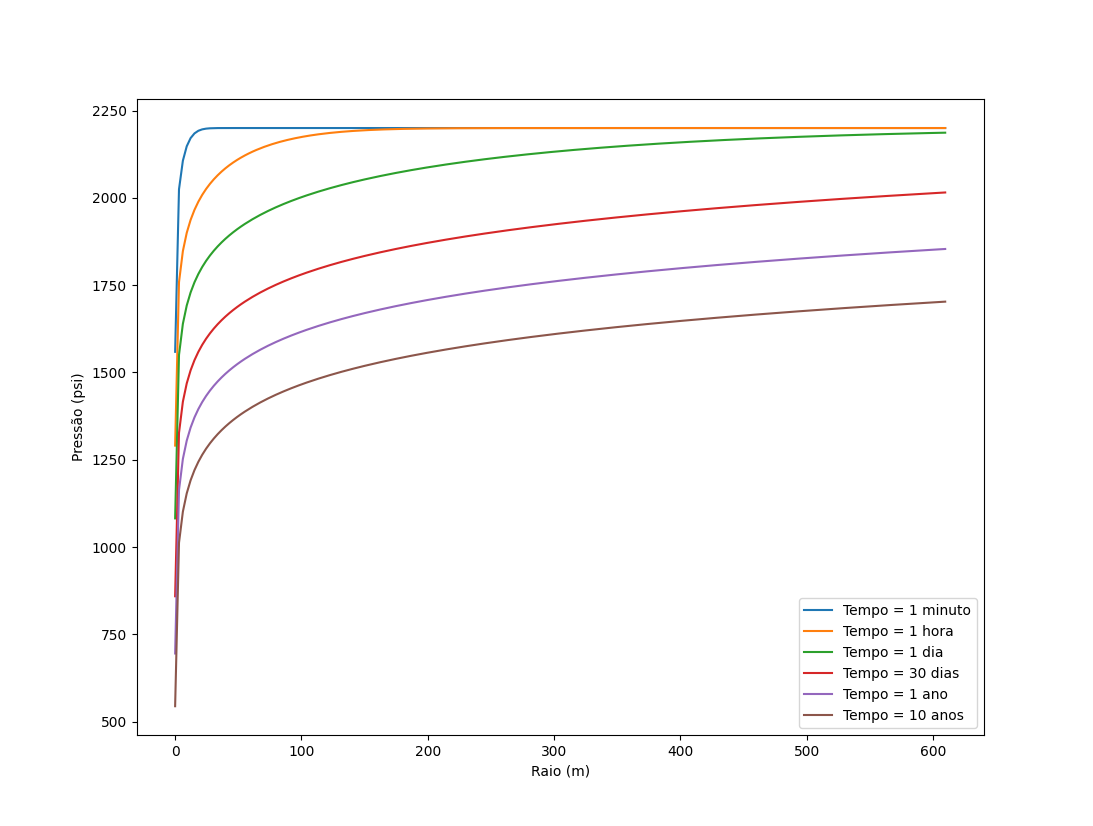 2250
2000
1750
1500
1250
1000
750
500
Pressão (psi)
0 100 200 300 400 500 600
Raio (m)
Tempo = 1 minuto
Tempo = 1 hora
Tempo = 1 dia
Tempo = 30 dias
Tempo = 1 ano
Tempo = 10 anos